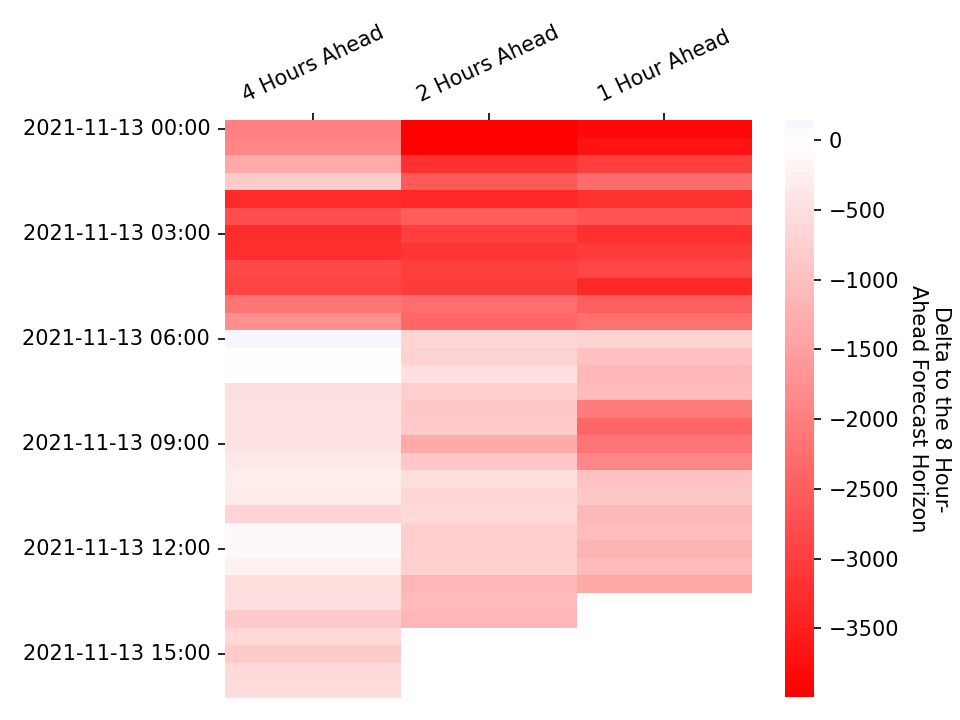 4 Hours Ahead
2 Hours Ahead
1 Hour Ahead
2021-11-13 00:00
2021-11-13 03:00
2021-11-13 06:00
2021-11-13 09:00
2021-11-13 12:00
2021-11-13 15:00
0
−500
−1000
−1500
−2000
−2500
−3000
−3500
Delta to the 8 Hour-
Ahead Forecast Horizon